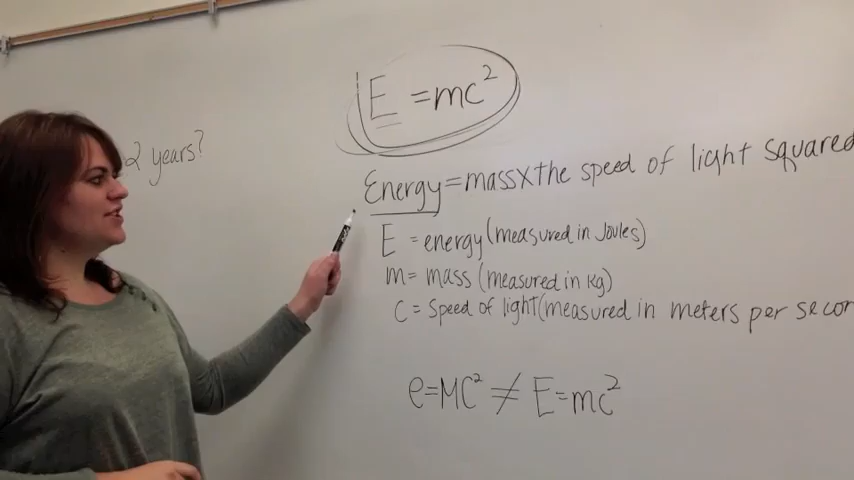 E = mc²
2 years?
Energy = mass x the speed of light squared
E = energy (measured in Joules)
m = mass (measured in Kg)
C = Speed of light (measured in meters per secon
e=MC² ≠ E=mc²